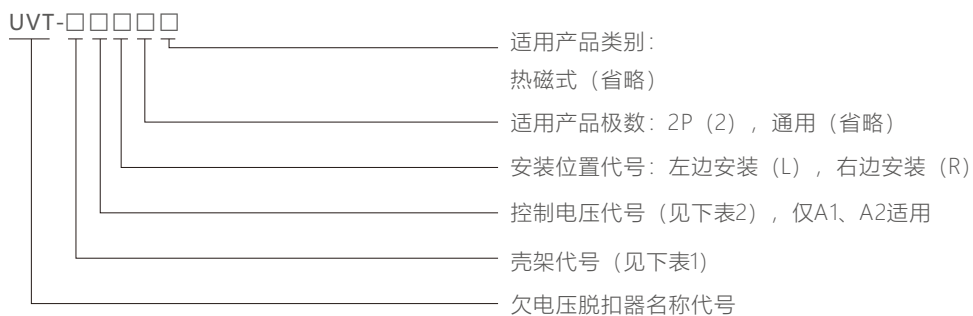 UVT-□□□□□
适用产品类别：
热磁式（省略）
适用产品极数：2P（2），通用（省略）
安装位置代号：左边安装（L），右边安装（R）
控制电压代号（见下表2），仅A1、A2适用
壳架代号（见下表1）
欠电压脱扣器名称代号